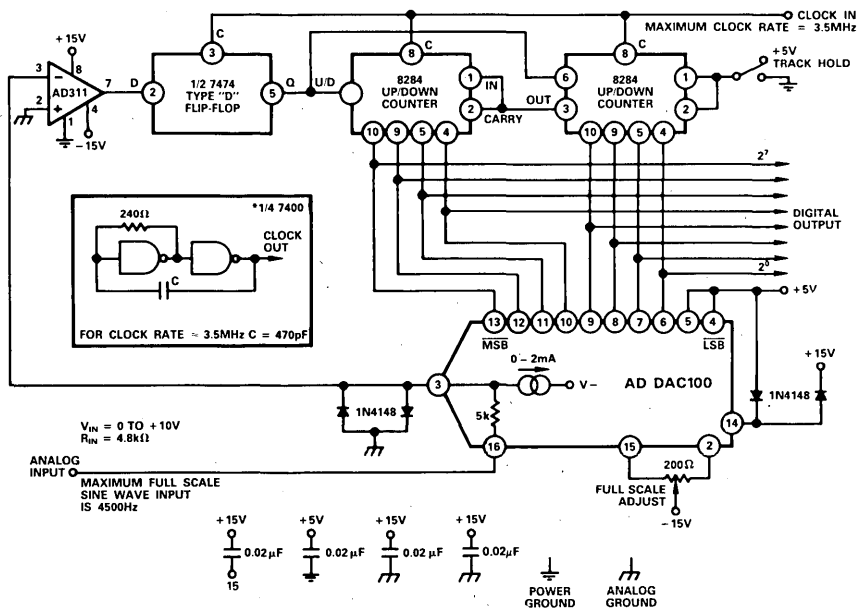 CLOCK IN
MAXIMUM CLOCK RATE = 3.5MHz
+15V
C
3
8
C
8
C
+5V
TRACK HOLD
3
8
AD311
7
D
2
1/2 7474
TYPE "D"
FLIP-FLOP
5
Q
U/D
8284
UP/DOWN
COUNTER
1
IN
2
CARRY
OUT
6
3
8284
UP/DOWN
COUNTER
1
2
2
4
1
-15V
10
9
5
4
10
9
5
4
2⁷
DIGITAL
OUTPUT
2⁰
*1/4 7400
240Ω
CLOCK
OUT
C
FOR CLOCK RATE ≈ 3.5MHz C = 470pF
+5V
13
12
11
10
9
8
7
6
5
4
MSB
LSB
+15V
0 - 2mA
3
V-
AD DAC100
1N4148
1N4148
5k
14
16
15
2
V_IN = 0 TO +10V
R_IN = 4.8kΩ
ANALOG
INPUT
MAXIMUM FULL SCALE
SINE WAVE INPUT
IS 4500Hz
200Ω
FULL SCALE
ADJUST
-15V
+15V
+5V
+15V
+15V
0.02μF
0.02μF
0.02μF
0.02μF
15
POWER
GROUND
ANALOG
GROUND